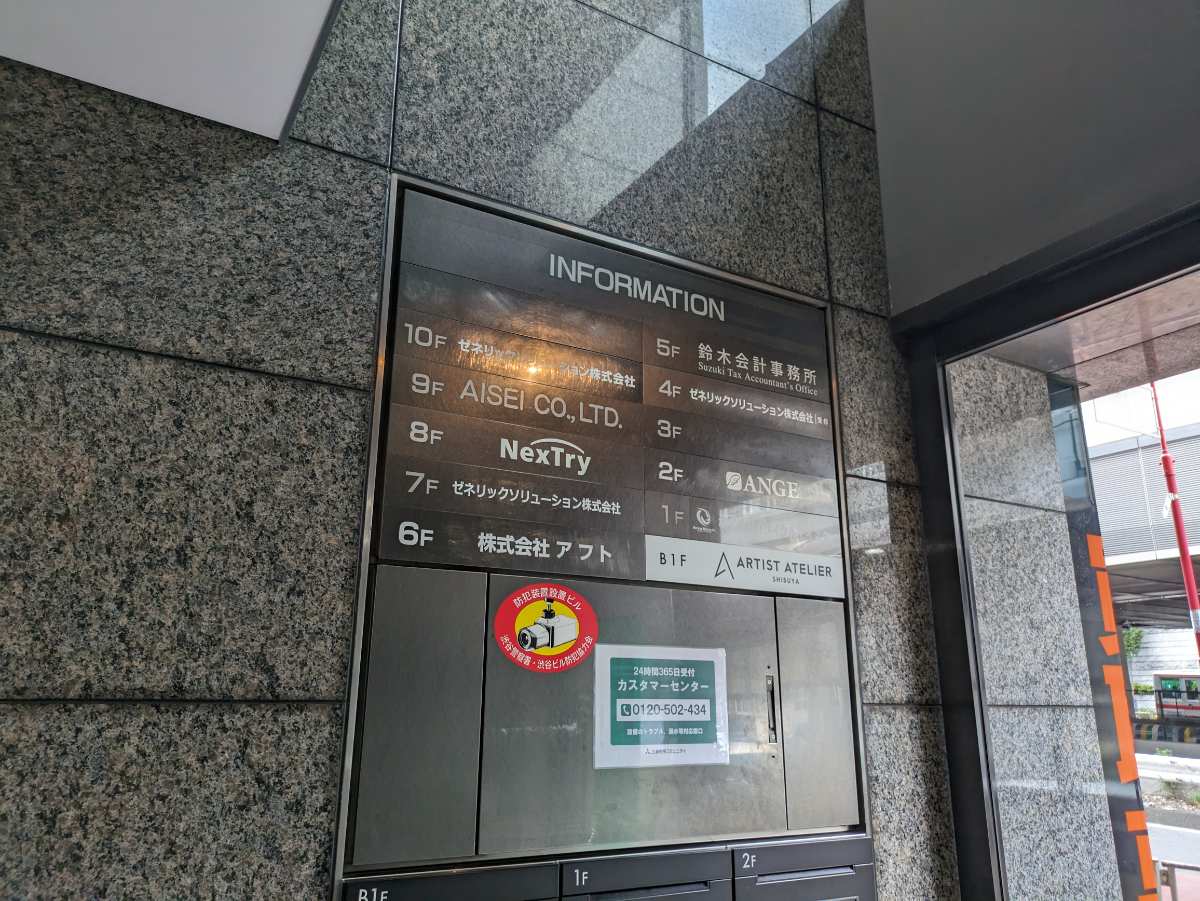 INFORMATION
10F ゼネリックソリューション株式会社
9F AISEI CO.,LTD.
8F NexTry
7F ゼネリックソリューション株式会社
6F 株式会社 アフト
5F 鈴木会計事務所
Suzuki Tax Accountant's Office
4F ゼネリックソリューション株式会社 受付
3F
2F ANGE
1F
B1F ARTIST ATELIER
SHIBUYA
防犯装置設置ビル
渋谷警察署・渋谷ビル防犯協力会
24時間365日受付
カスタマーセンター
0120-502-434
B1F
1F
2F